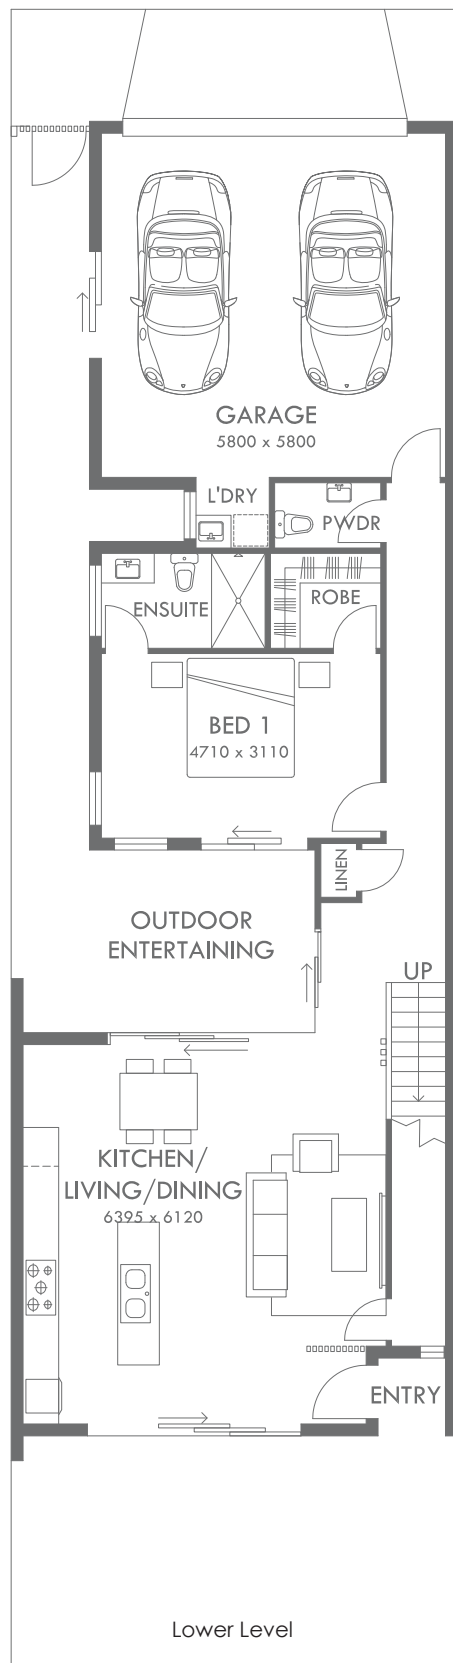 GARAGE
5800 x 5800
L'DRY
PWDR
ENSUITE
ROBE
BED 1
4710 x 3110
LINEN
OUTDOOR
ENTERTAINING
UP
KITCHEN/
LIVING/DINING
6395 x 6120
ENTRY
Lower Level